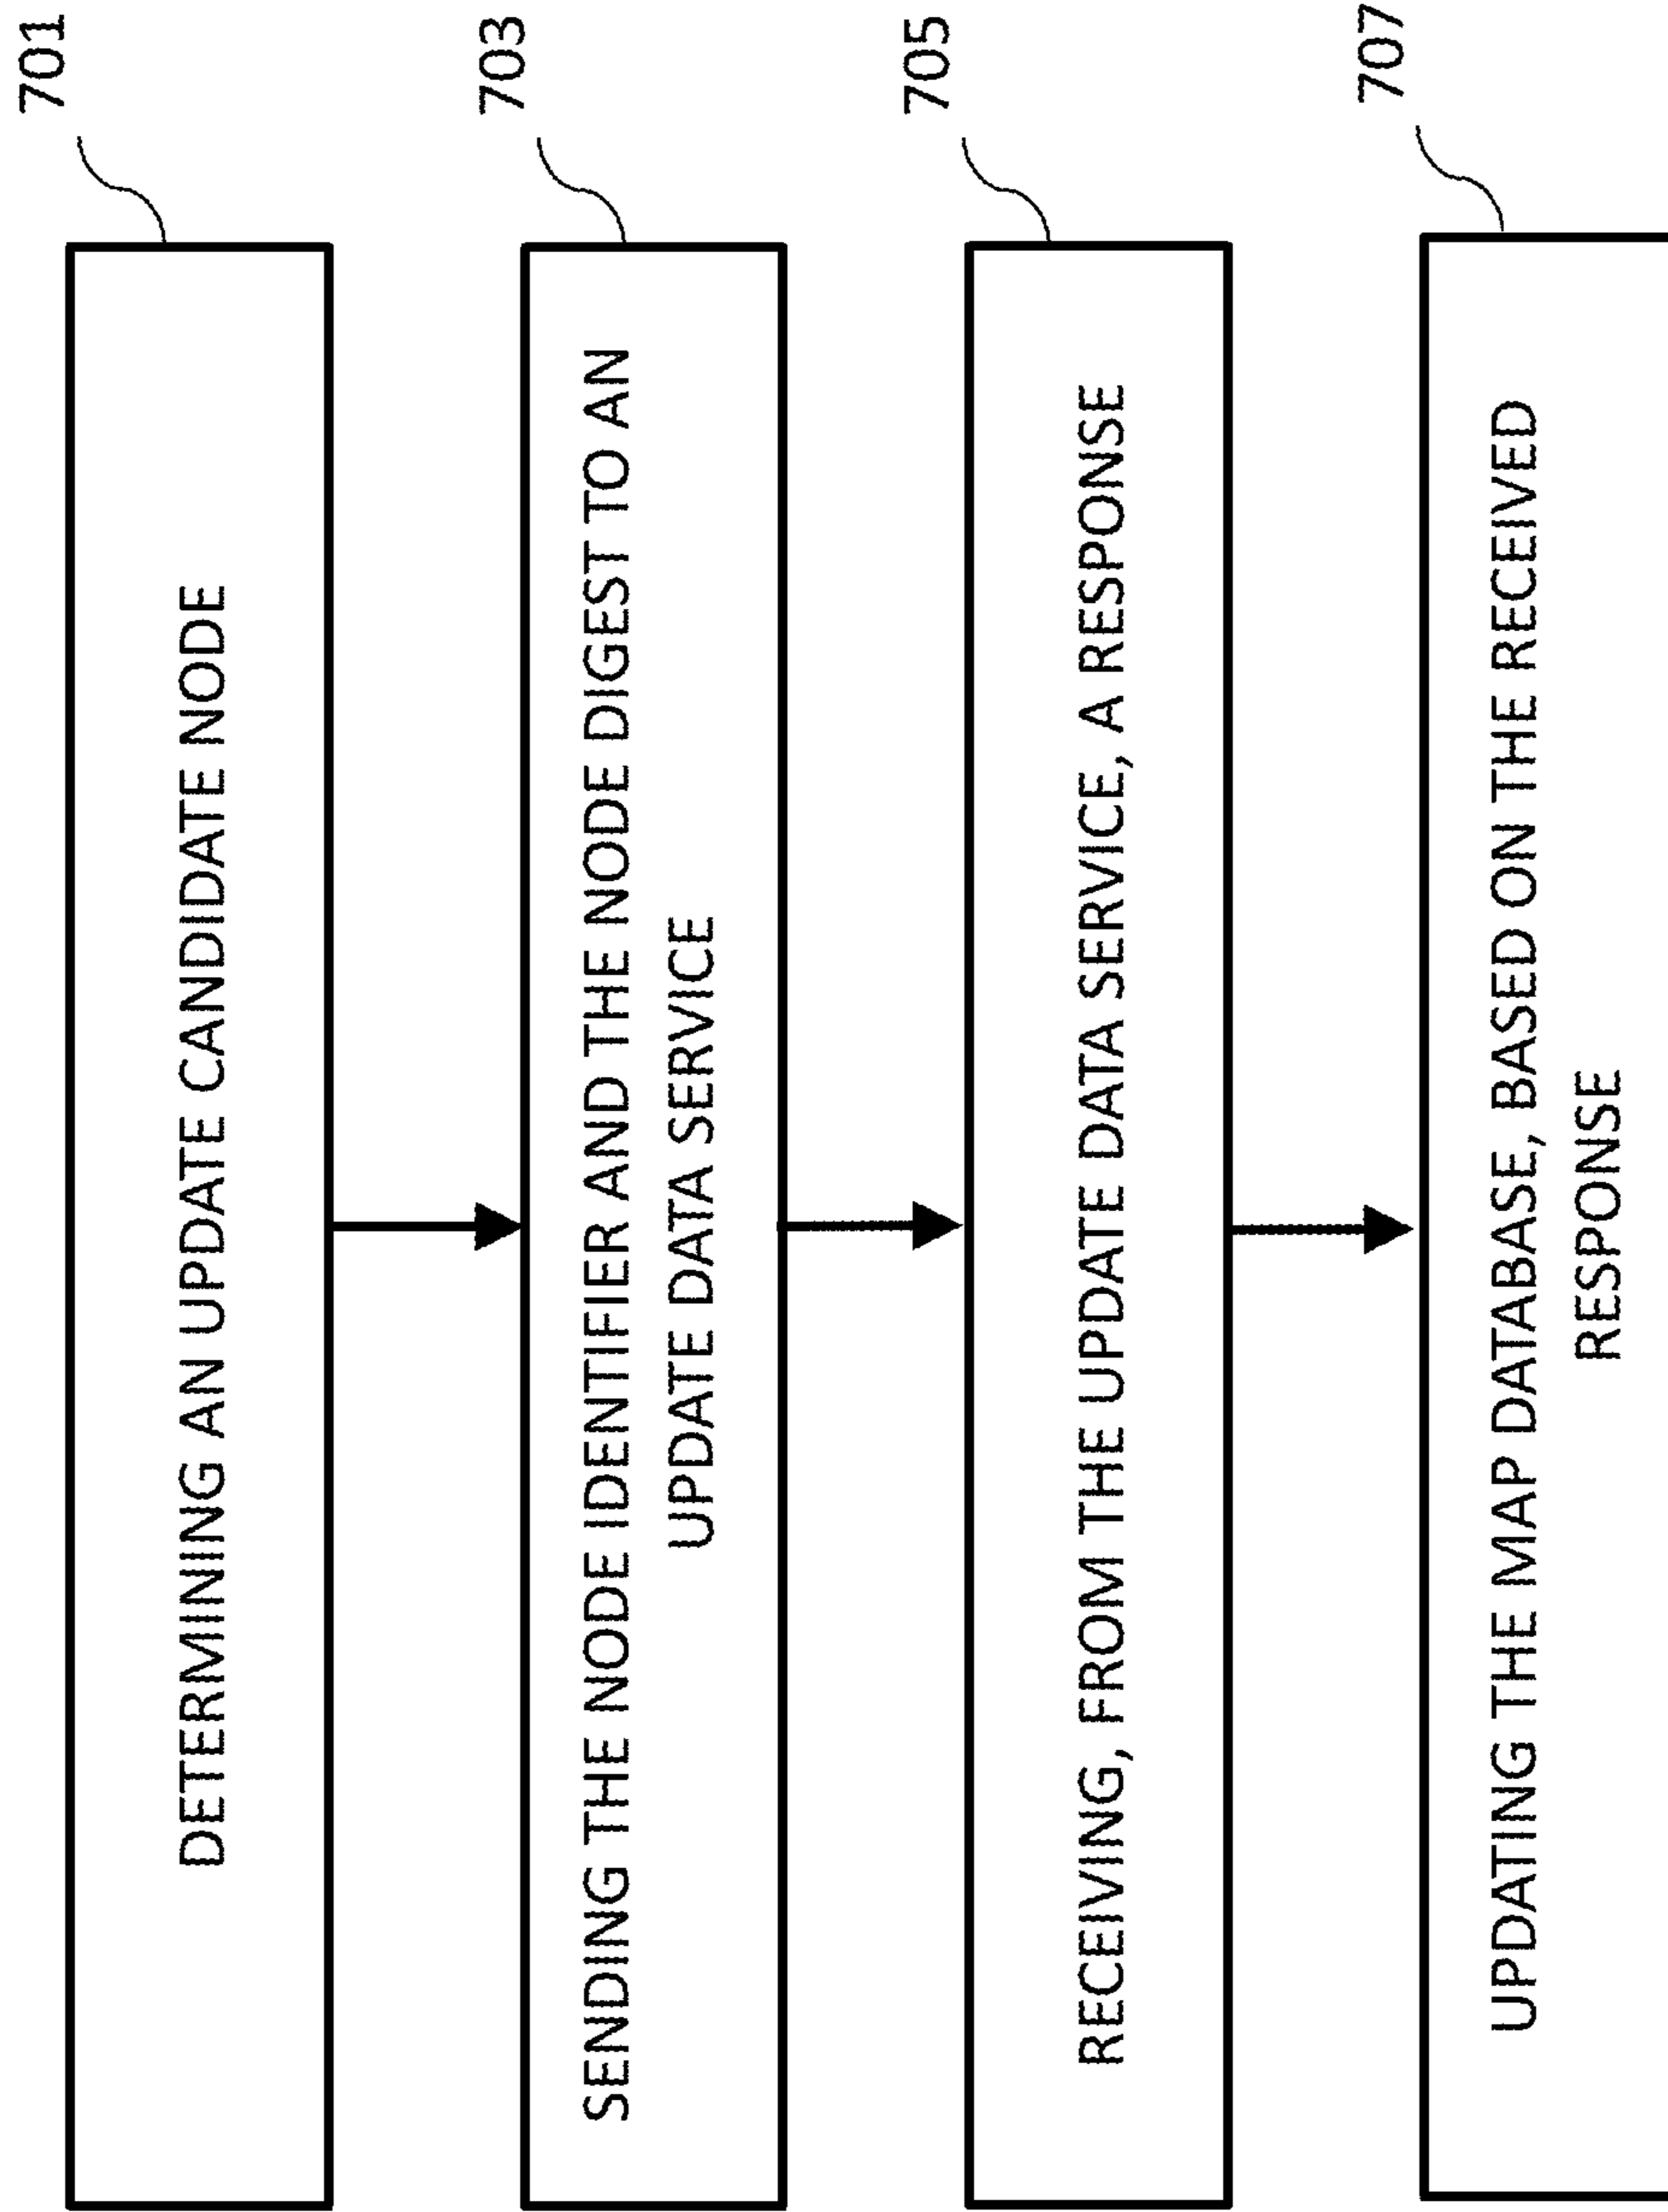 701
DETERMINING AN UPDATE CANDIDATE NODE
703
SENDING THE NODE IDENTIFIER AND THE NODE DIGEST TO AN
UPDATE DATA SERVICE
705
RECEIVING, FROM THE UPDATE DATA SERVICE, A RESPONSE
707
UPDATING THE MAP DATABASE, BASED ON THE RECEIVED
RESPONSE